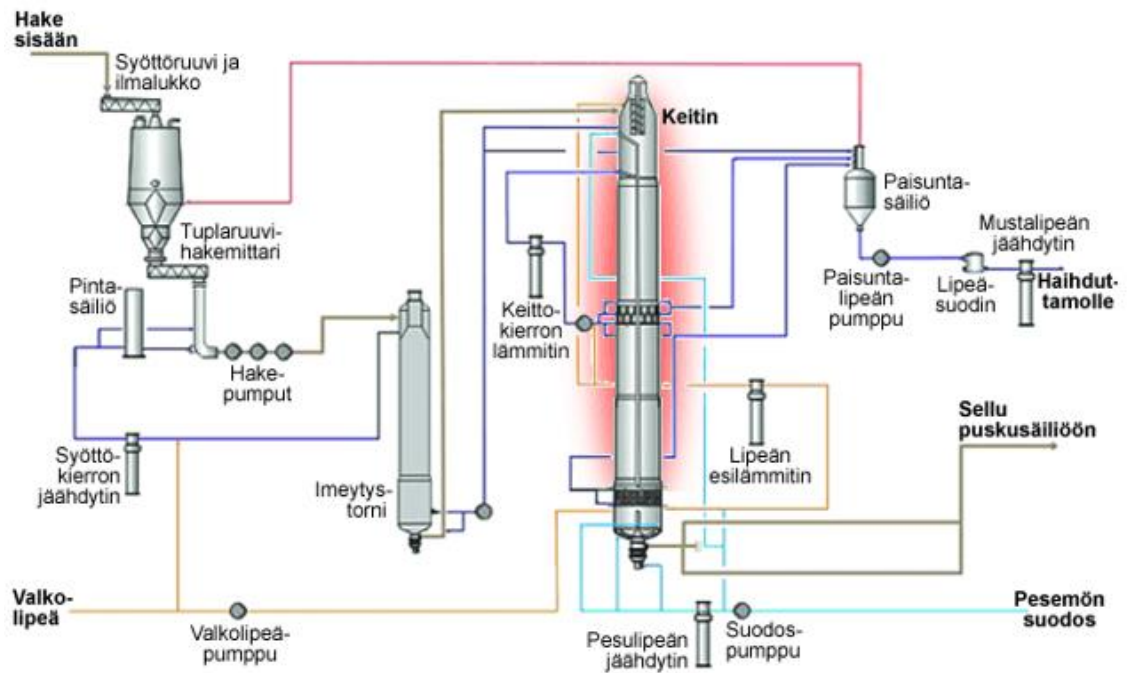 Hake
sisään
Syöttöruuvi ja
ilmalukko
Keitin
Paisunta-
säiliö
Tuplaruuvi-
hakemittari
Mustalipeän
jäähdytin
Pinta-
säiliö
Keitto-
kierron
lämmitin
Paisunta-
lipeän
pumppu
Lipeä-
suodin
Haihdut-
tamolle
Hake-
pumput
Sellu
puskusäiliöön
Syöttö-
kierron
jäähdytin
Imeytys-
torni
Lipeän
esilämmitin
Valko-
lipeä
Valkolipeä-
pumppu
Pesulipeän
jäähdytin
Suodos-
pumppu
Pesemön
suodos